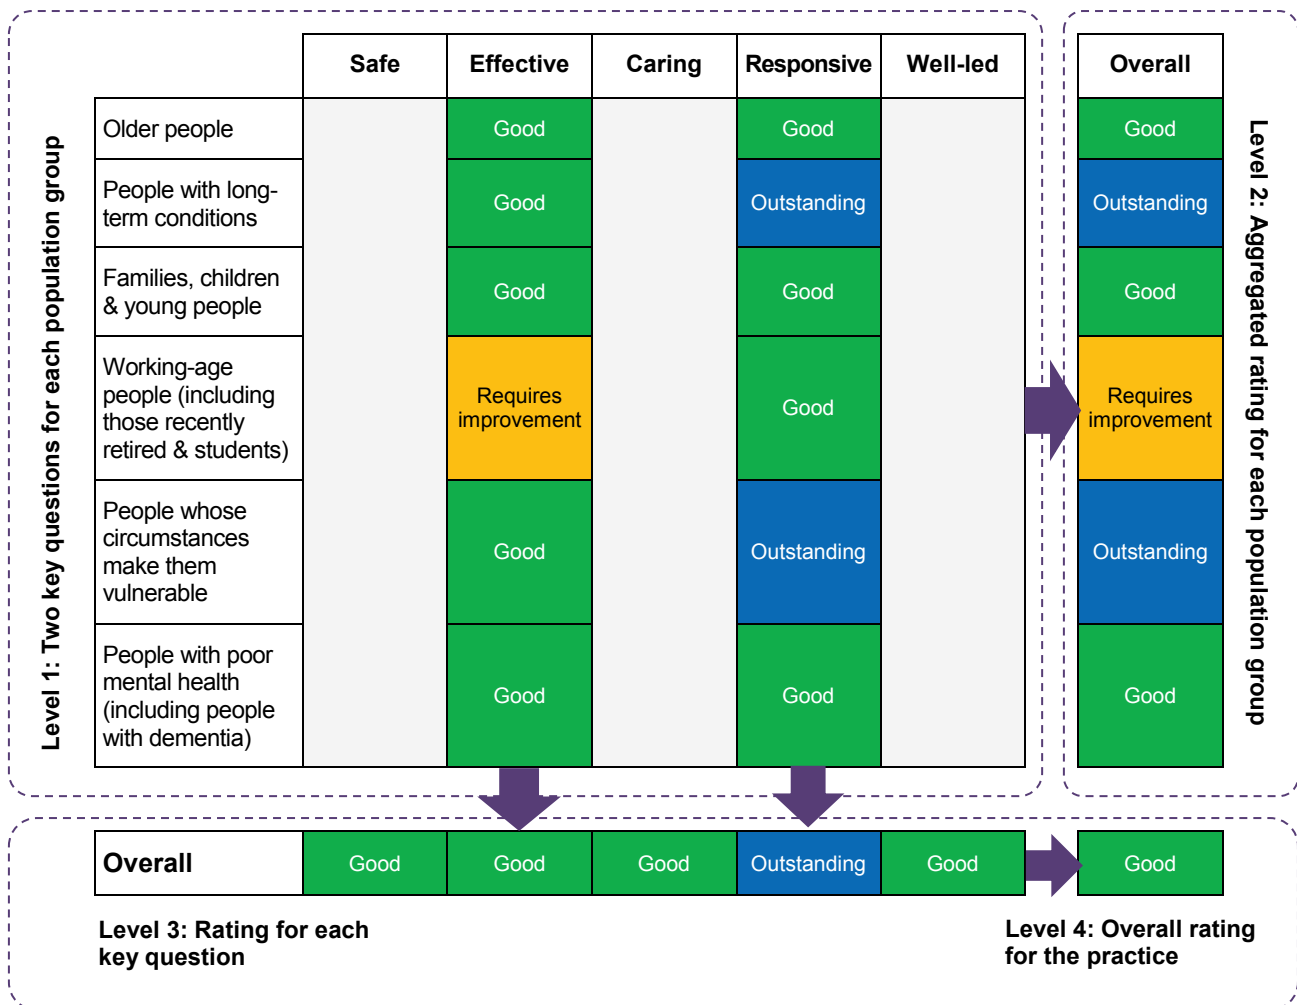 Safe
Effective
Caring
Responsive
Well-led
Overall
Level 1: Two key questions for each population group
Older people
Good
Good
Good
People with long-
term conditions
Good
Outstanding
Outstanding
Families, children
& young people
Good
Good
Good
Working-age
people (including
those recently
retired & students)
Requires
improvement
Good
Requires
improvement
People whose
circumstances
make them
vulnerable
Good
Outstanding
Outstanding
People with poor
mental health
(including people
with dementia)
Good
Good
Good
Level 2: Aggregated rating for each population group
Overall
Good
Good
Good
Outstanding
Good
Good
Level 3: Rating for each
key question
Level 4: Overall rating
for the practice